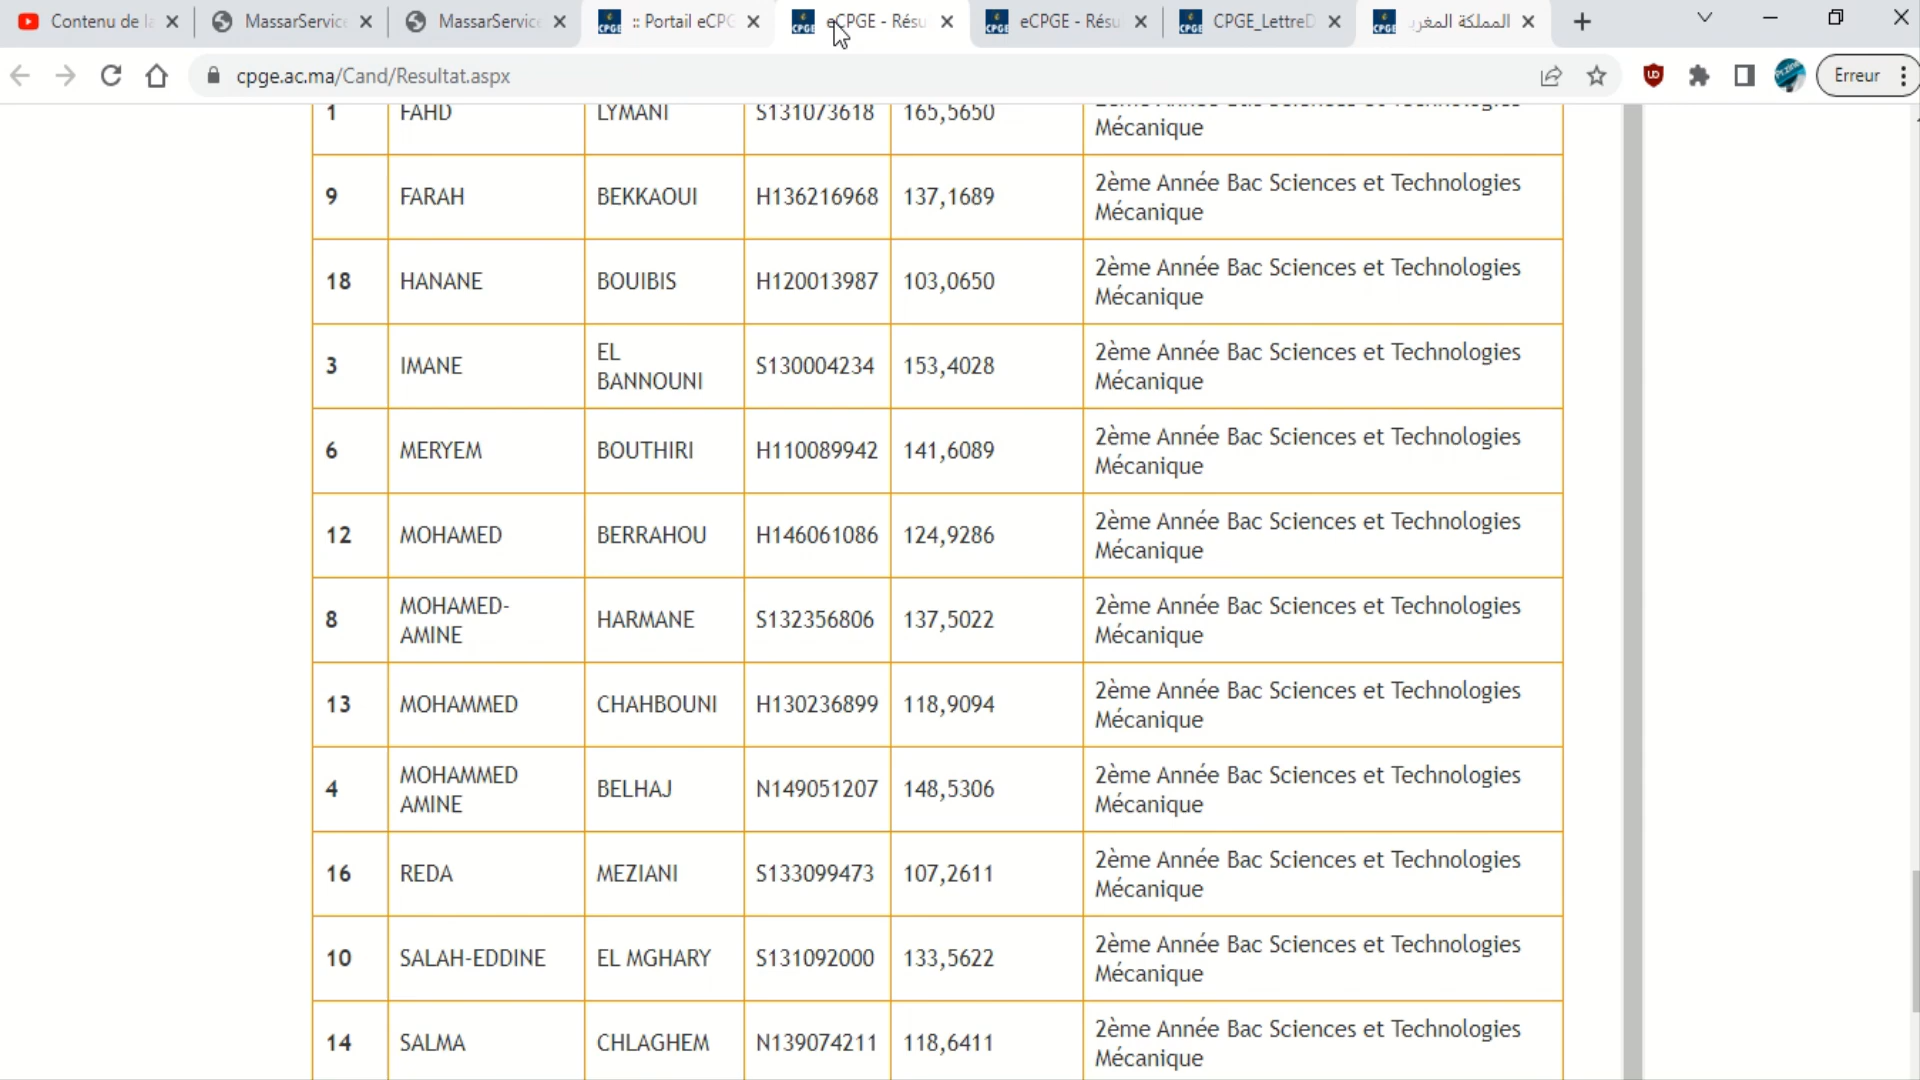 Contenu de la
MassarService
MassarService
:: Portail eCPG
eCPGE - Résu
eCPGE - Résu
CPGE_LettreD
المملكة المغربي
cpge.ac.ma/Cand/Resultat.aspx
Erreur
1 FAHD LYMANI S131073618 165,5650 2ème Année Bac Sciences et Technologies
Mécanique
9 FARAH BEKKAOUI H136216968 137,1689 2ème Année Bac Sciences et Technologies
Mécanique
18 HANANE BOUIBIS H120013987 103,0650 2ème Année Bac Sciences et Technologies
Mécanique
3 IMANE EL BANNOUNI S130004234 153,4028 2ème Année Bac Sciences et Technologies
Mécanique
6 MERYEM BOUTHIRI H110089942 141,6089 2ème Année Bac Sciences et Technologies
Mécanique
12 MOHAMED BERRAHOU H146061086 124,9286 2ème Année Bac Sciences et Technologies
Mécanique
8 MOHAMED-AMINE HARMANE S132356806 137,5022 2ème Année Bac Sciences et Technologies
Mécanique
13 MOHAMMED CHAHBOUNI H130236899 118,9094 2ème Année Bac Sciences et Technologies
Mécanique
4 MOHAMMED AMINE BELHAJ N149051207 148,5306 2ème Année Bac Sciences et Technologies
Mécanique
16 REDA MEZIANI S133099473 107,2611 2ème Année Bac Sciences et Technologies
Mécanique
10 SALAH-EDDINE EL MGHARY S131092000 133,5622 2ème Année Bac Sciences et Technologies
Mécanique
14 SALMA CHLAGHEM N139074211 118,6411 2ème Année Bac Sciences et Technologies
Mécanique